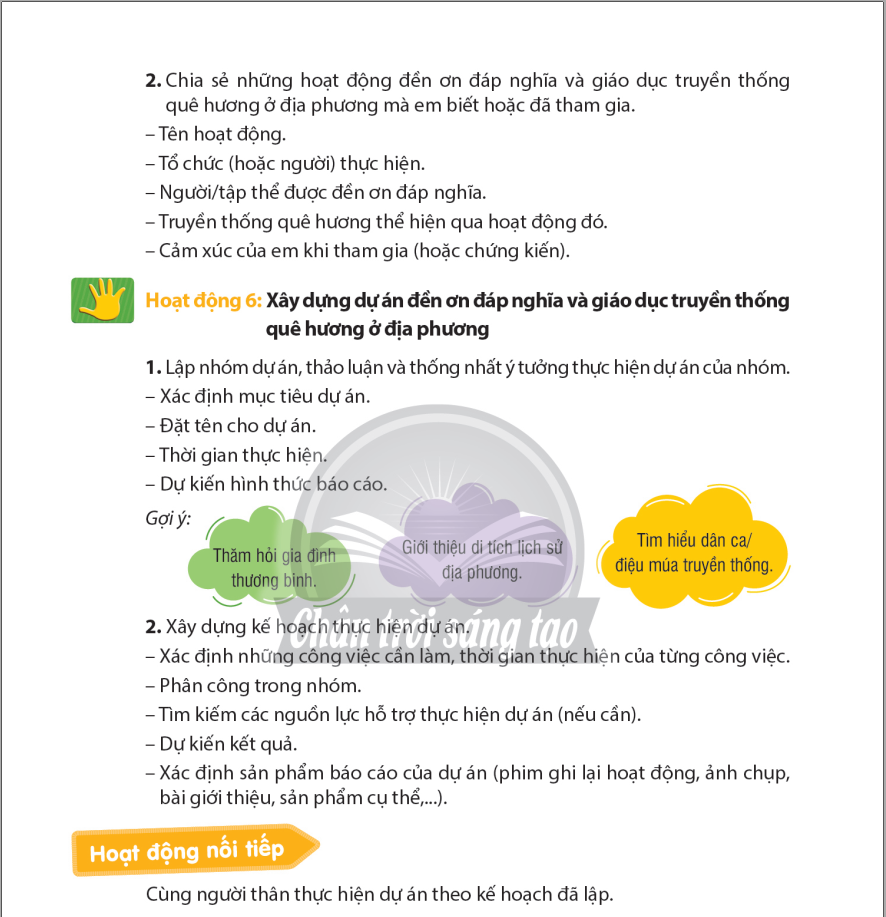 2. Chia sẻ những hoạt động đền ơn đáp nghĩa và giáo dục truyền thống
quê hương ở địa phương mà em biết hoặc đã tham gia.
– Tên hoạt động.
– Tổ chức (hoặc người) thực hiện.
– Người/tập thể được đền ơn đáp nghĩa.
– Truyền thống quê hương thể hiện qua hoạt động đó.
– Cảm xúc của em khi tham gia (hoặc chứng kiến).
Hoạt động 6: Xây dựng dự án đền ơn đáp nghĩa và giáo dục truyền thống
quê hương ở địa phương
1. Lập nhóm dự án, thảo luận và thống nhất ý tưởng thực hiện dự án của nhóm.
– Xác định mục tiêu dự án.
– Đặt tên cho dự án.
– Thời gian thực hiện.
– Dự kiến hình thức báo cáo.
Gợi ý:
Thăm hỏi gia đình
thương binh.
Giới thiệu di tích lịch sử
địa phương.
Tìm hiểu dân ca/
điệu múa truyền thống.
Chân trời sáng tạo
2. Xây dựng kế hoạch thực hiện dự án.
– Xác định những công việc cần làm, thời gian thực hiện của từng công việc.
– Phân công trong nhóm.
– Tìm kiếm các nguồn lực hỗ trợ thực hiện dự án (nếu cần).
– Dự kiến kết quả.
– Xác định sản phẩm báo cáo của dự án (phim ghi lại hoạt động, ảnh chụp,
bài giới thiệu, sản phẩm cụ thể,...).
Hoạt động nối tiếp
Cùng người thân thực hiện dự án theo kế hoạch đã lập.